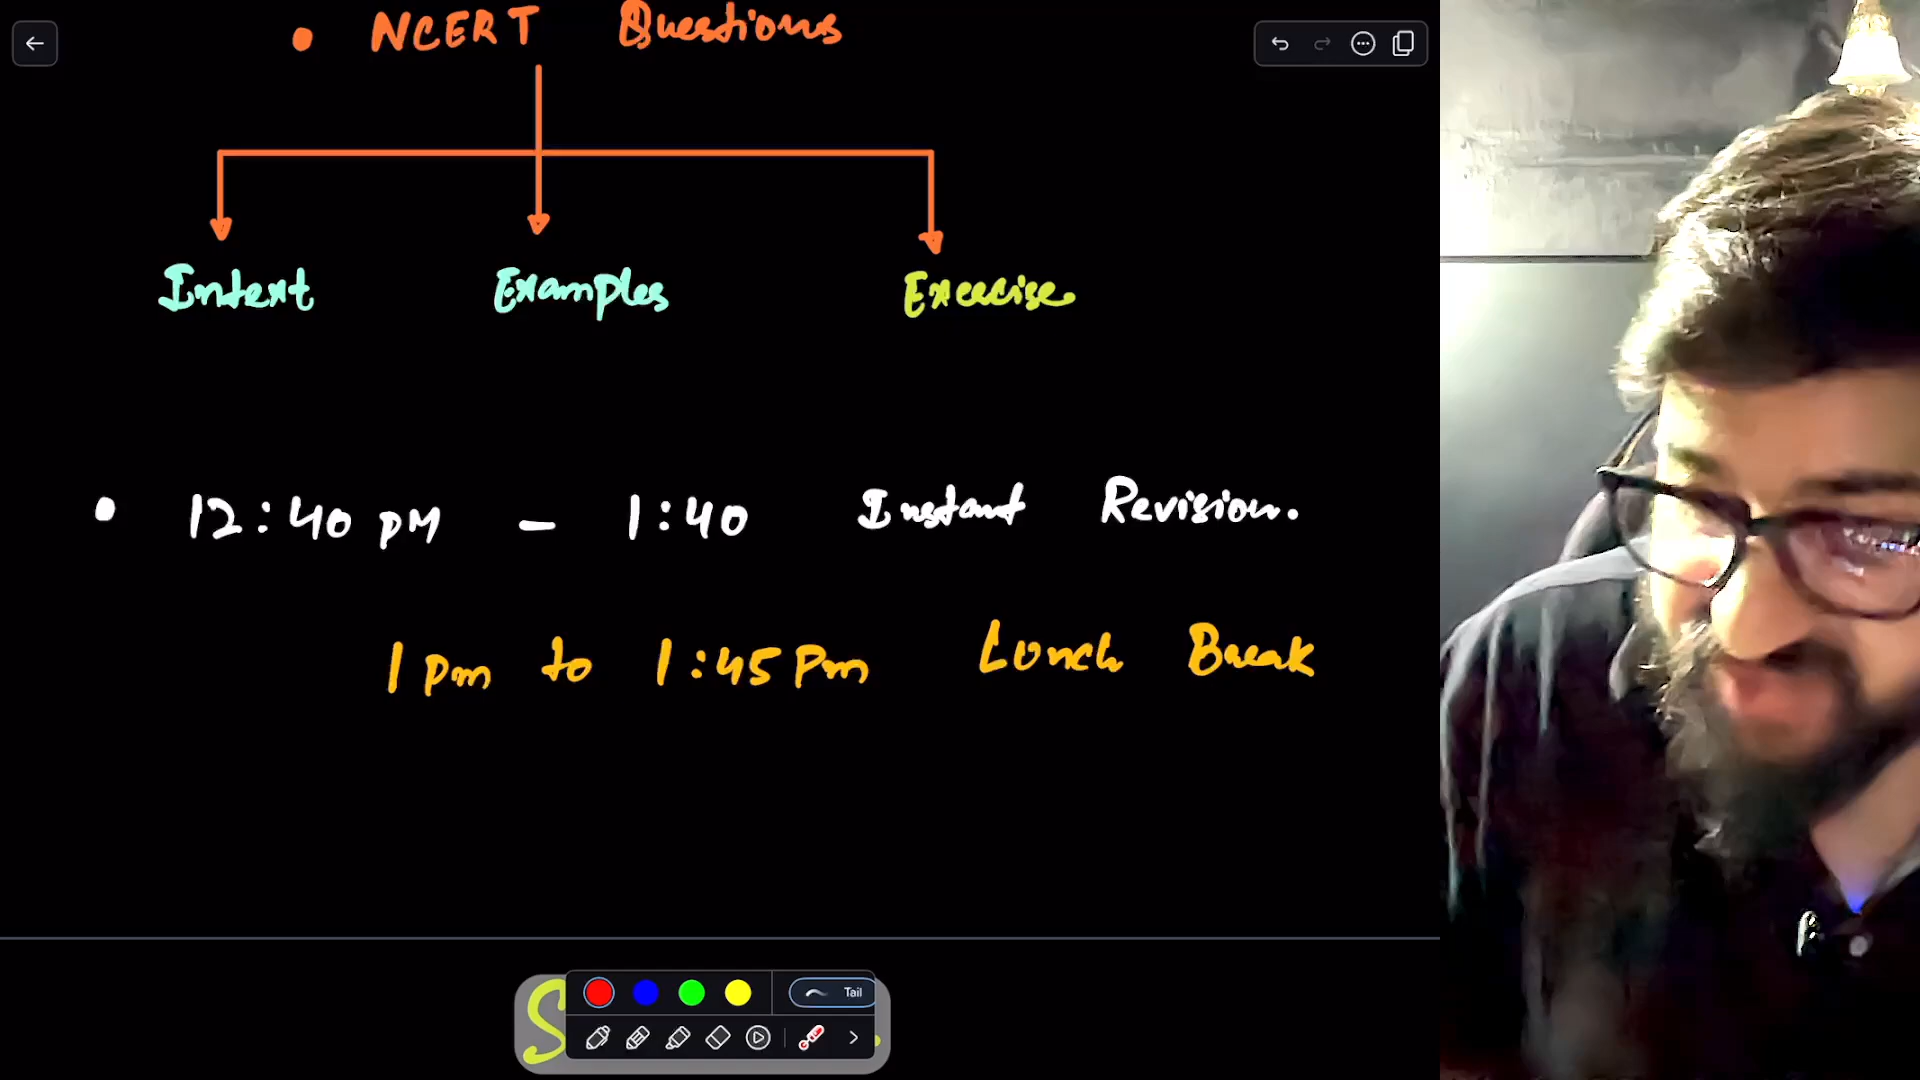 • NCERT Questions
Intext Examples Exercise
• 12:40 PM - 1:40 Instant Revision.
1 Pm to 1:45 Pm Lunch Break
Tail